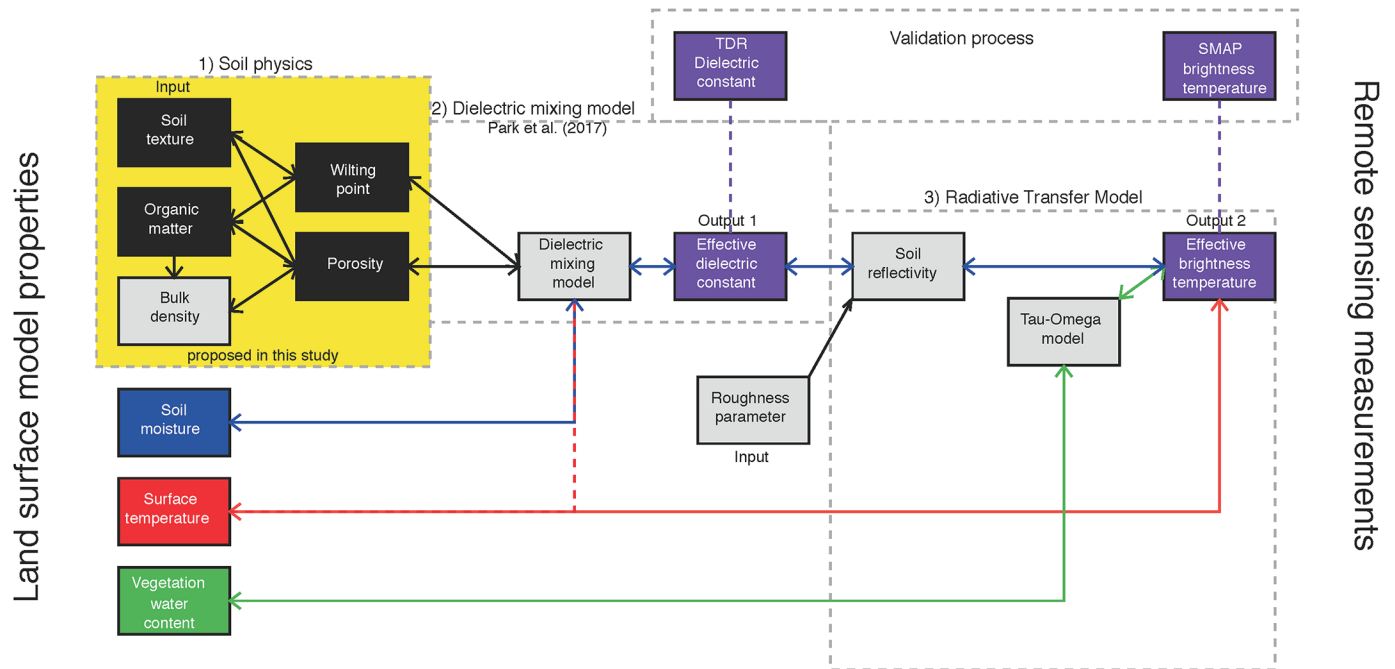 Land surface model properties
1) Soil physics
Input
Soil
texture
Organic
matter
Bulk
density
Wilting
point
Porosity
proposed in this study
2) Dielectric mixing model
Park et al. (2017)
Dielectric
mixing
model
TDR
Dielectric
constant
Validation process
SMAP
brightness
temperature
Output 1
Effective
dielectric
constant
3) Radiative Transfer Model
Soil
reflectivity
Output 2
Effective
brightness
temperature
Tau-Omega
model
Roughness
parameter
Input
Soil
moisture
Surface
temperature
Vegetation
water
content
Remote sensing measurements